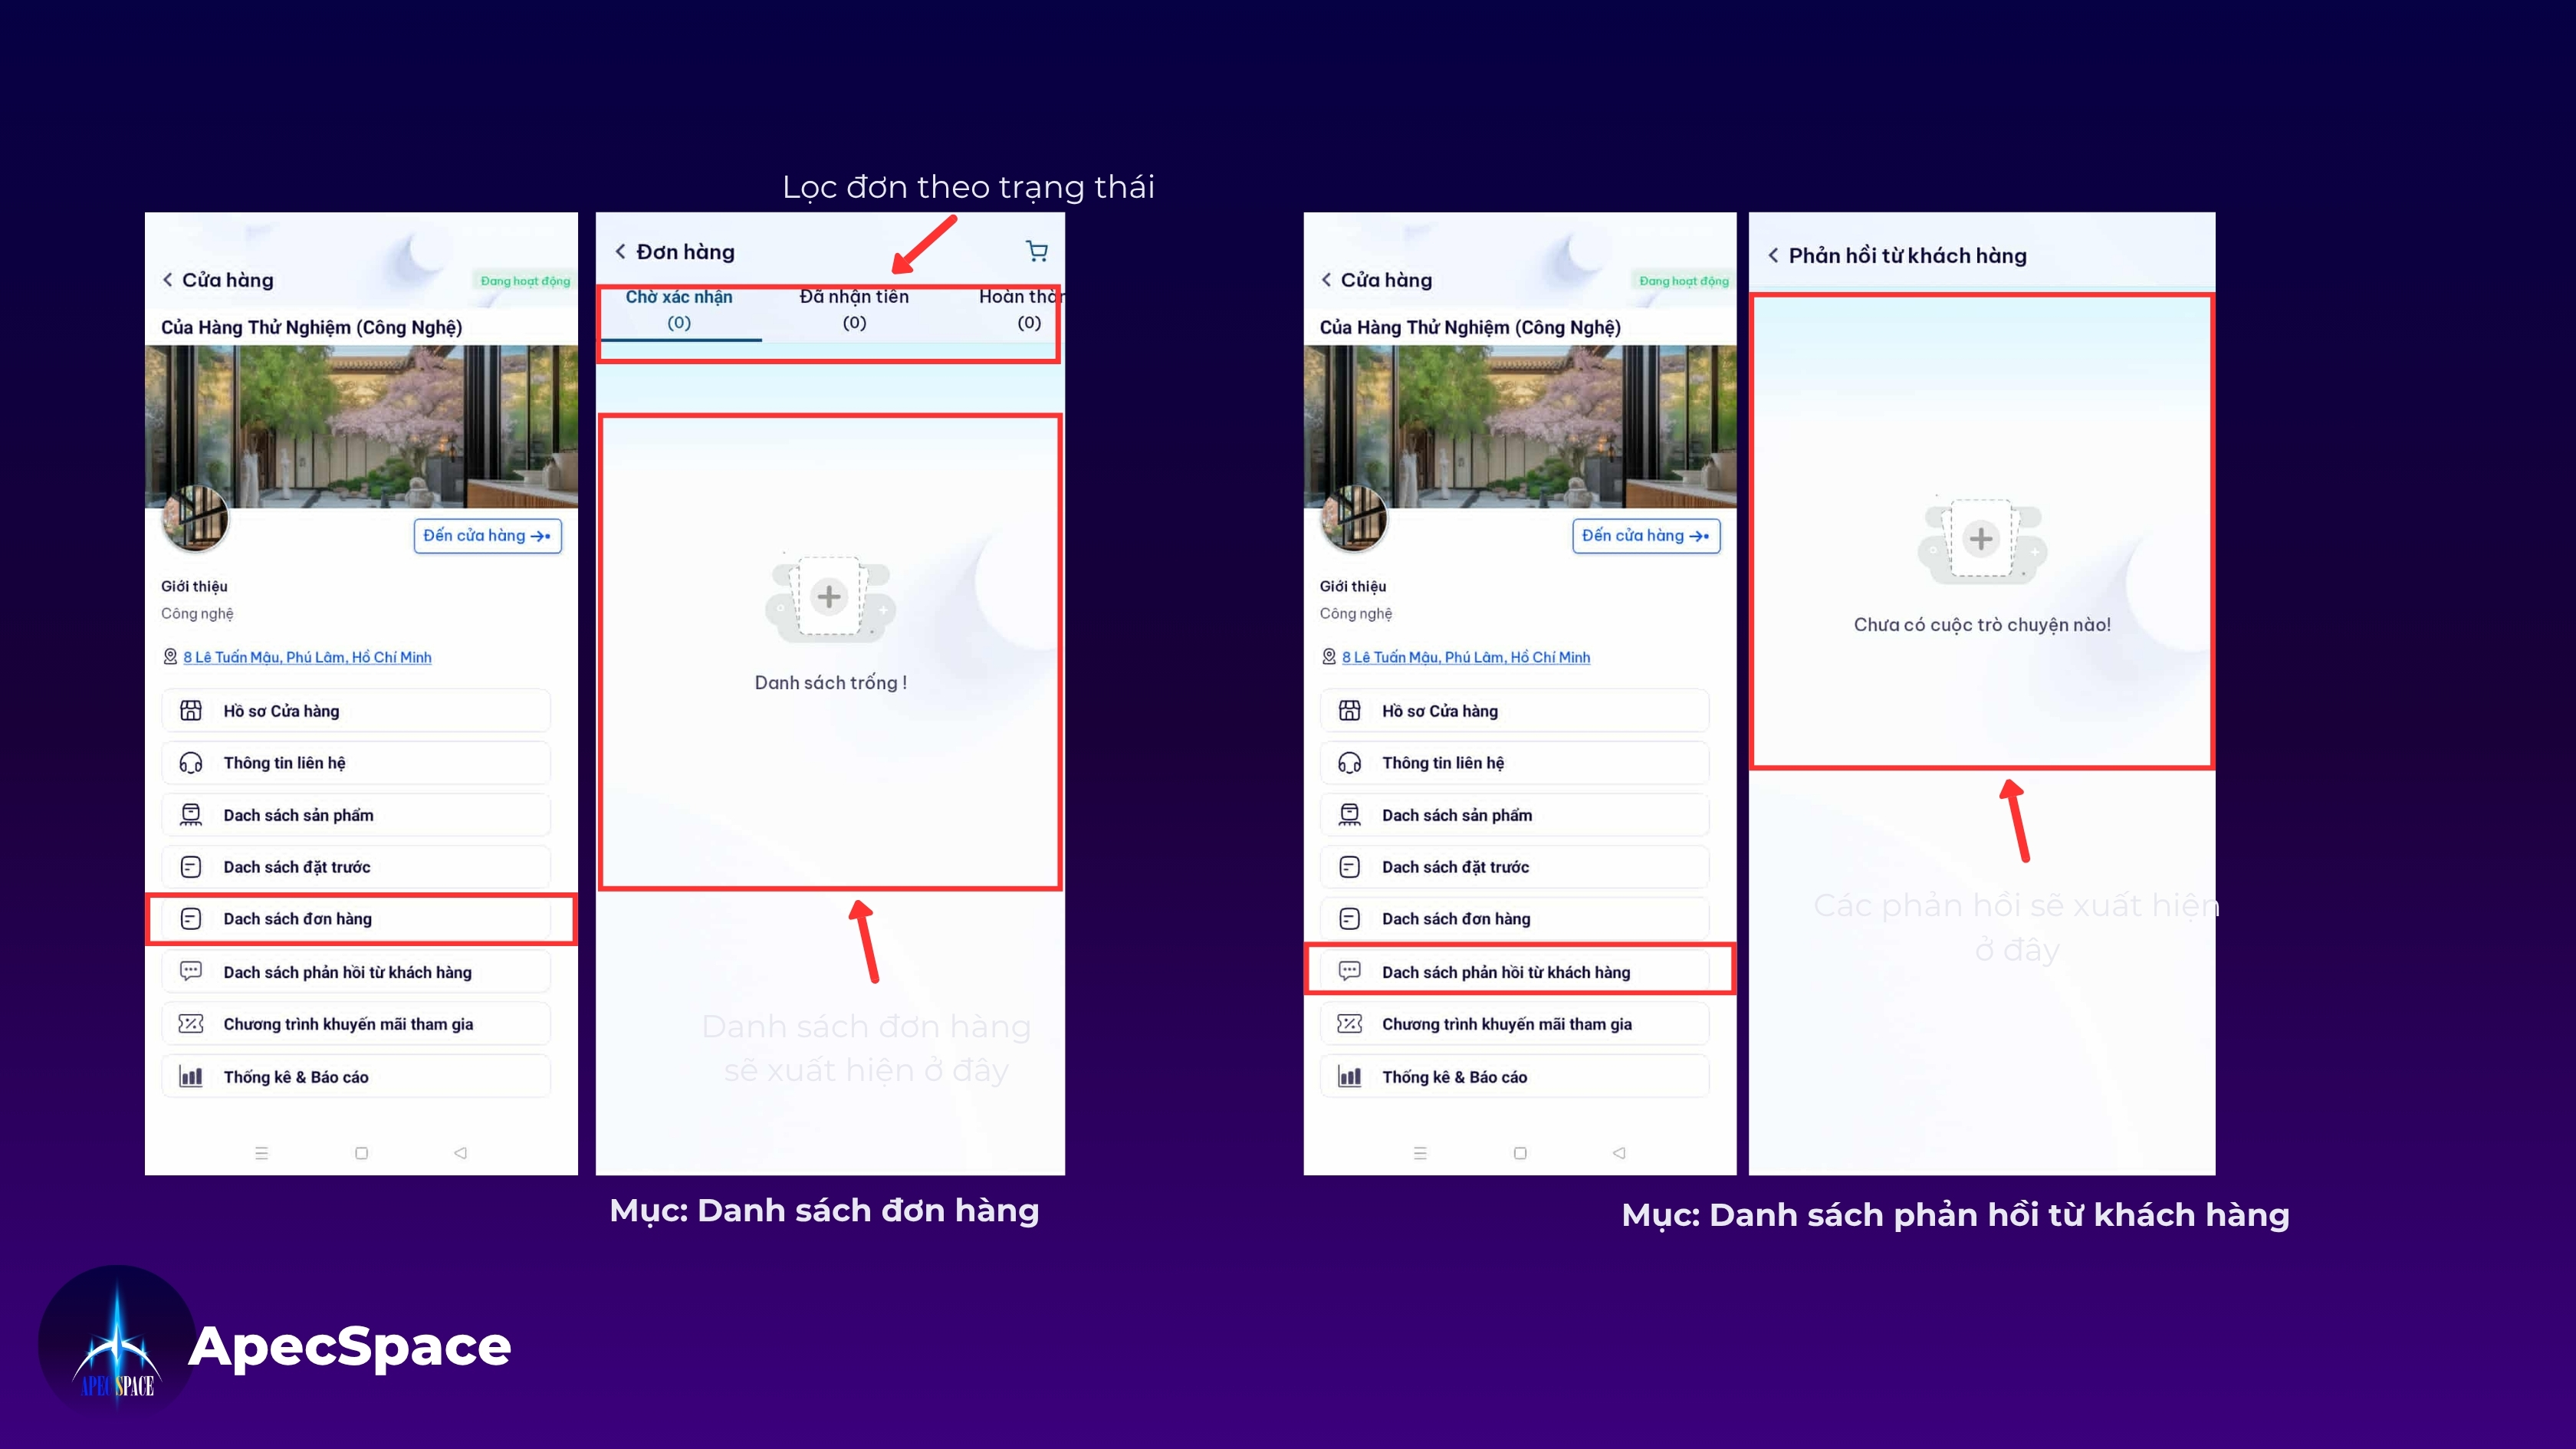 Lọc đơn theo trạng thái
Cửa hàng
Đang hoạt động
Của Hàng Thử Nghiệm (Công Nghệ)
Đến cửa hàng
Giới thiệu
Công nghệ
8 Lê Tuấn Mậu, Phú Lâm, Hồ Chí Minh
Hồ sơ Cửa hàng
Thông tin liên hệ
Dach sách sản phẩm
Dach sách đặt trước
Dach sách đơn hàng
Dach sách phản hồi từ khách hàng
Chương trình khuyến mãi tham gia
Thống kê & Báo cáo
Đơn hàng
Chờ xác nhận
(0)
Đã nhận tiền
(0)
Hoàn thàn
(0)
Danh sách trống !
Danh sách đơn hàng
sẽ xuất hiện ở đây
Mục: Danh sách đơn hàng
Cửa hàng
Đang hoạt động
Của Hàng Thử Nghiệm (Công Nghệ)
Đến cửa hàng
Giới thiệu
Công nghệ
8 Lê Tuấn Mậu, Phú Lâm, Hồ Chí Minh
Hồ sơ Cửa hàng
Thông tin liên hệ
Dach sách sản phẩm
Dach sách đặt trước
Dach sách đơn hàng
Dach sách phản hồi từ khách hàng
Chương trình khuyến mãi tham gia
Thống kê & Báo cáo
Phản hồi từ khách hàng
Chưa có cuộc trò chuyện nào!
Các phản hồi sẽ xuất hiện
ở đây
Mục: Danh sách phản hồi từ khách hàng
APECSPACE
ApecSpace